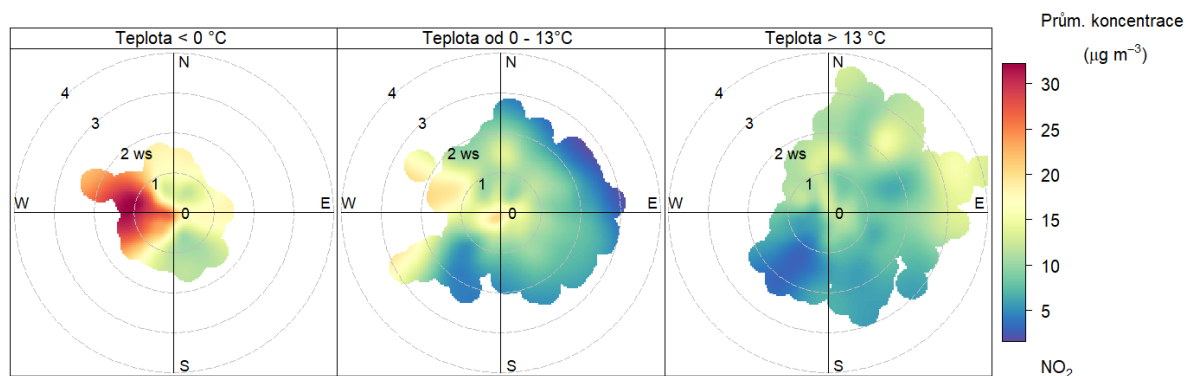 Teplota < 0 °C
N
4
3
2 ws
1
W
0
E
S
Teplota od 0 - 13°C
N
4
3
2 ws
1
W
0
E
S
Teplota > 13 °C
N
4
3
2 ws
1
W
0
E
S
Prům. koncentrace
(µg m⁻³)
30
25
20
15
10
5
NO₂